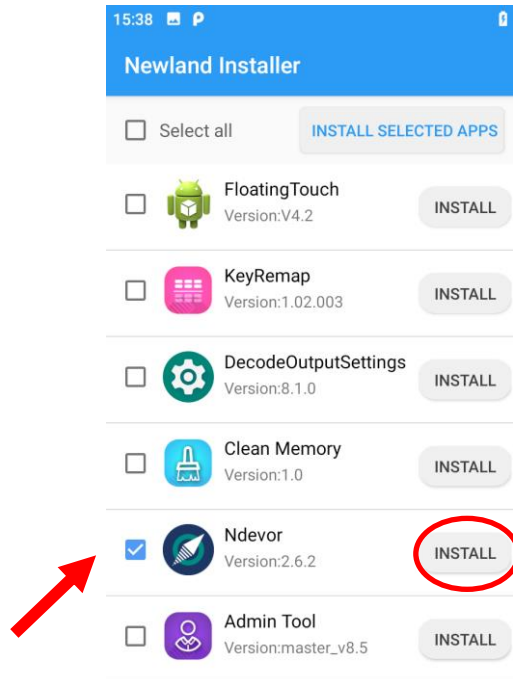 15:38
Newland Installer
Select all
INSTALL SELECTED APPS
FloatingTouch
Version:V4.2
INSTALL
KeyRemap
Version:1.02.003
INSTALL
DecodeOutputSettings
Version:8.1.0
INSTALL
Clean Memory
Version:1.0
INSTALL
Ndevor
Version:2.6.2
INSTALL
Admin Tool
Version:master_v8.5
INSTALL